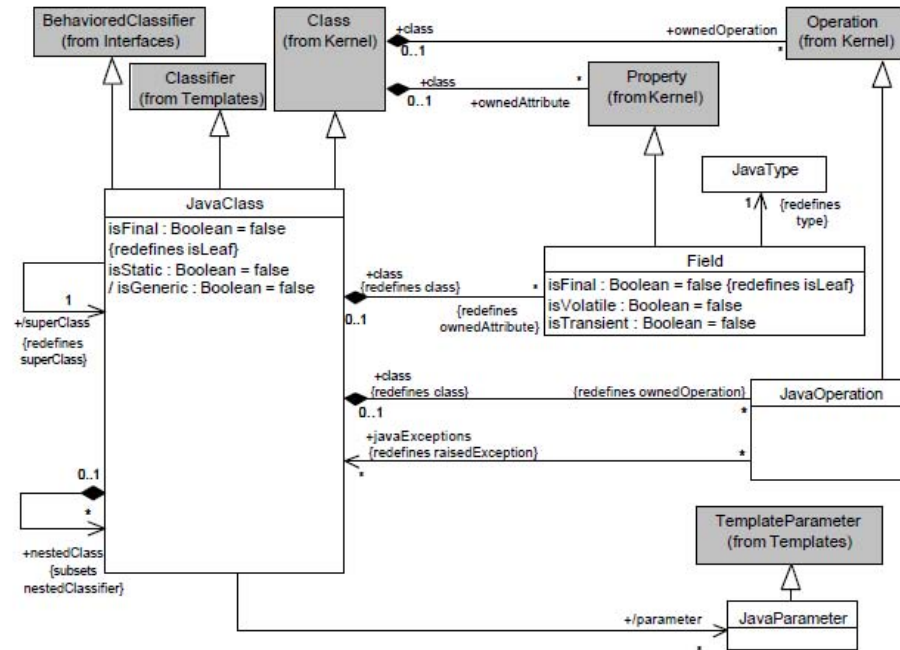 BehavioredClassifier
(from Interfaces)
Classifier
(from Templates)
Class
(from Kernel)
+class
0..1
+ownedOperation
*
Operation
(from Kernel)
+class
0..1
*
+ownedAttribute
Property
(from Kernel)
JavaType
1
{redefines
type}
JavaClass
isFinal : Boolean = false
{redefines isLeaf}
isStatic : Boolean = false
/ isGeneric : Boolean = false
1
+/superClass
{redefines
superClass}
+class
{redefines class}
0..1
*
{redefines
ownedAttribute}
Field
isFinal : Boolean = false {redefines isLeaf}
isVolatile : Boolean = false
isTransient : Boolean = false
+class
{redefines class}
0..1
{redefines ownedOperation}
*
JavaOperation
+javaExceptions
{redefines raisedException}
*
*
0..1
*
+nestedClass
{subsets
nestedClassifier}
TemplateParameter
(from Templates)
+/parameter
*
JavaParameter